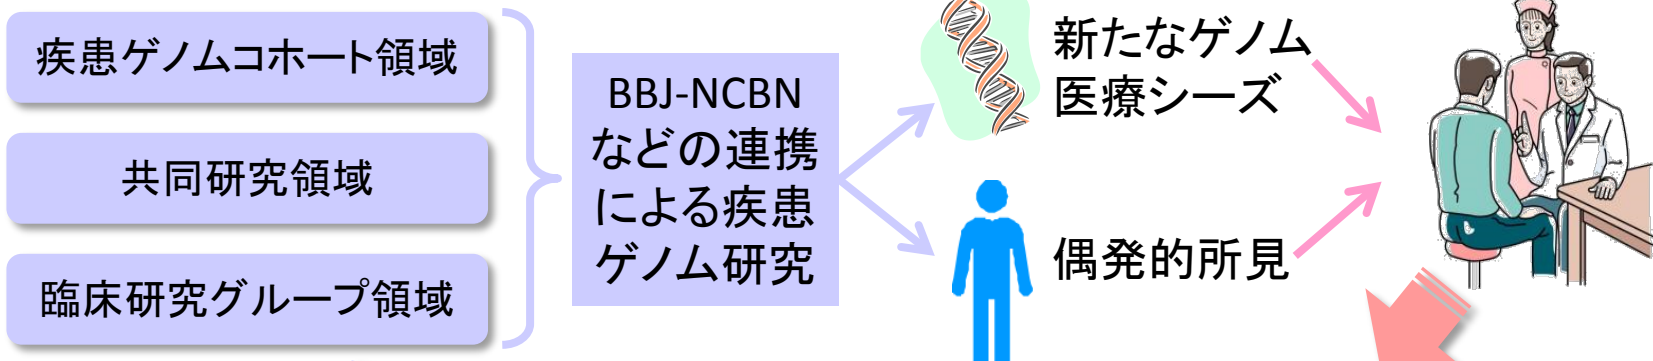 疾患ゲノムコホート領域
共同研究領域
臨床研究グループ領域
BBJ-NCBN
などの連携
による疾患
ゲノム研究
新たなゲノム
医療シーズ
偶発的所見